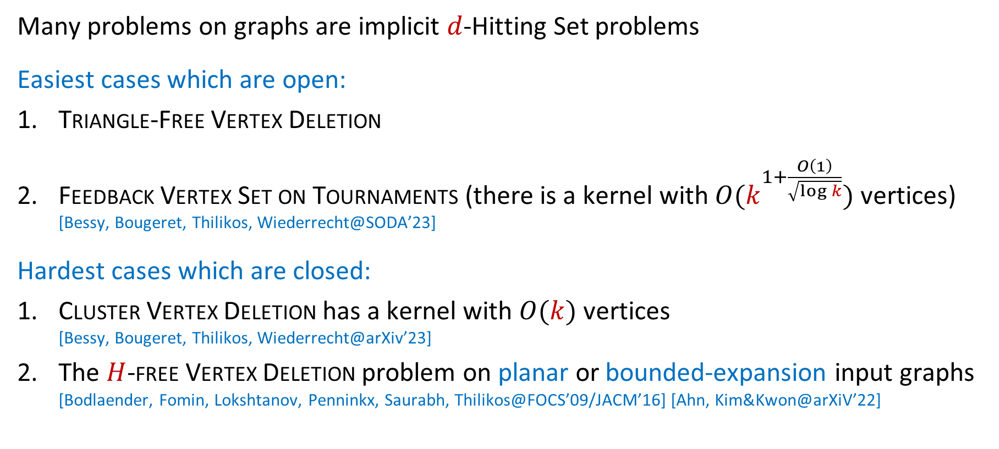 Many problems on graphs are implicit d-Hitting Set problems
Easiest cases which are open:
1. TRIANGLE-FREE VERTEX DELETION
2. FEEDBACK VERTEX SET ON TOURNAMENTS (there is a kernel with O(k^{1+\frac{O(1)}{\sqrt{\log k}}}) vertices)
[Bessy, Bougeret, Thilikos, Wiederrecht@SODA’23]
Hardest cases which are closed:
1. CLUSTER VERTEX DELETION has a kernel with O(k) vertices
[Bessy, Bougeret, Thilikos, Wiederrecht@arXiv’23]
2. The H-FREE VERTEX DELETION problem on planar or bounded-expansion input graphs
[Bodlaender, Fomin, Lokshtanov, Penninkx, Saurabh, Thilikos@FOCS’09/JACM’16] [Ahn, Kim&Kwon@arXiV’22]